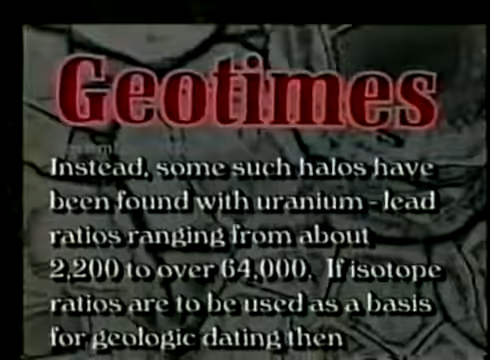 Geotimes
Instead, some such halos have
been found with uranium - lead
ratios ranging from about
2,200 to over 64,000. If isotope
ratios are to be used as a basis
for geologic dating then